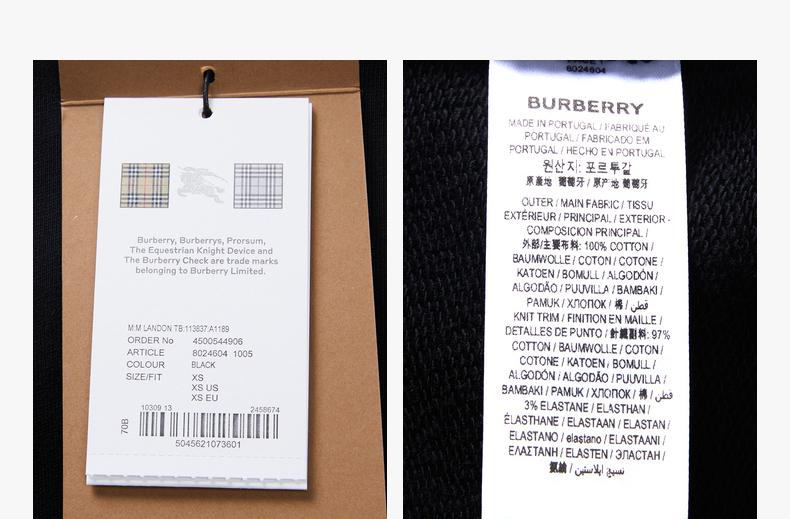 Burberry, Burberrys, Prorsum,
The Equestrian Knight Device and
The Burberry Check are trade marks
belonging to Burberry Limited.
M:M LANDON TB:113837:A1189
ORDER No 4500544906
ARTICLE 8024604 1005
COLOUR BLACK
SIZE/FIT XS
XS US
XS EU
10309 13 2458674
70B
5045621073601
8024604
BURBERRY
MADE IN PORTUGAL / FABRIQUÉ AU
PORTUGAL / FABRICADO EM
PORTUGAL / HECHO EN PORTUGAL
원산지: 포르투갈
原産地 葡萄牙 / 原产地 葡萄牙
OUTER / MAIN FABRIC / TISSU
EXTÉRIEUR / PRINCIPAL / EXTERIOR -
COMPOSICIÓN PRINCIPAL /
外部/主要布料: 100% COTTON /
BAUMWOLLE / COTON / COTONE /
KATOEN / BOMULL / ALGODÓN /
ALGODÃO / PUUVILLA / BAMBAKI /
PAMUK / ХЛОПОК / 棉 / قطن
KNIT TRIM / FINITION EN MAILLE /
DETALLES DE PUNTO / 針織副料: 97%
COTTON / BAUMWOLLE / COTON /
COTONE / KATOEN / BOMULL /
ALGODÓN / ALGODÃO / PUUVILLA /
BAMBAKI / PAMUK / ХЛОПОК / 棉 / قطن
3% ELASTANE / ELASTHAN /
ÉLASTHANE / ELASTAAN / ELASTAN /
ELASTANO / elastano / ELASTAANI /
ΕΛΑΣΤΑΝΗ / ELASTEN / ЭЛАСТАН /
氨綸 / نسيج ايلاستين